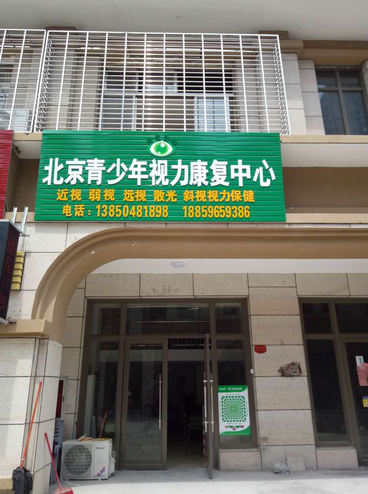 北京青少年视力康复中心
近视 弱视 远视 散光 斜视视力保健
电话：13850481898 18859659386